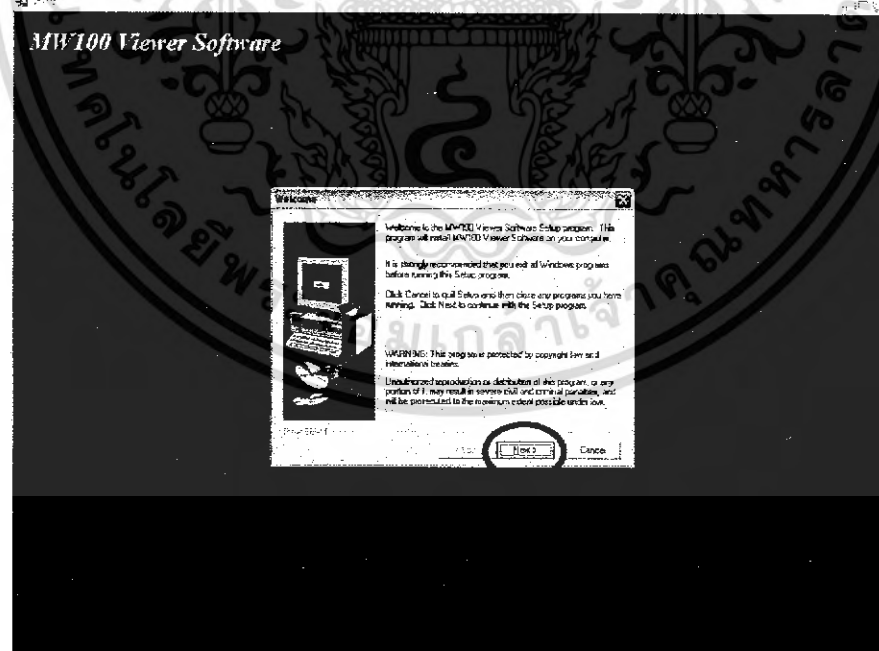 MW100 Viewer Software
Welcome
Welcome to the MW100 Viewer Software Setup program. This
program will install MW100 Viewer Software on your computer.
It is strongly recommended that you exit all Windows programs
before running this Setup program.
Click Cancel to quit Setup and then close any programs you have
running. Click Next to continue with the Setup program.
WARNING: This program is protected by copyright law and
international treaties.
Unauthorized reproduction or distribution of this program, or any
portion of it, may result in severe civil and criminal penalties, and
will be prosecuted to the maximum extent possible under law.
Next >
Cancel